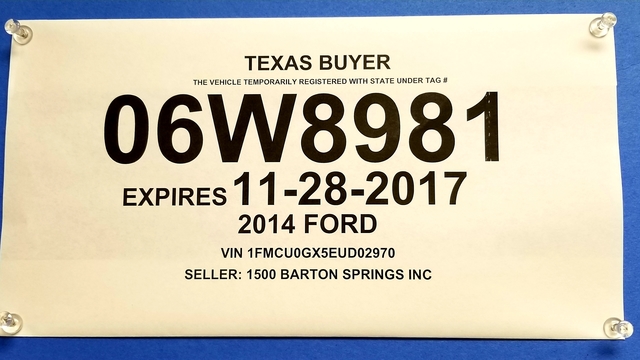 TEXAS BUYER
THE VEHICLE TEMPORARILY REGISTERED WITH STATE UNDER TAG #
06W8981
EXPIRES 11-28-2017
2014 FORD
VIN 1FMCU0GX5EUD02970
SELLER: 1500 BARTON SPRINGS INC